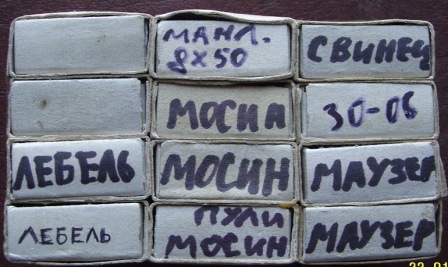 МАНЛ.
8X50
СВИНЕЦ
МОСИН
30-06
ЛЕБЕЛЬ
МОСИН
МАУЗЕР
ЛЕБЕЛЬ
ПУЛИ
МОСИН
МАУЗЕР